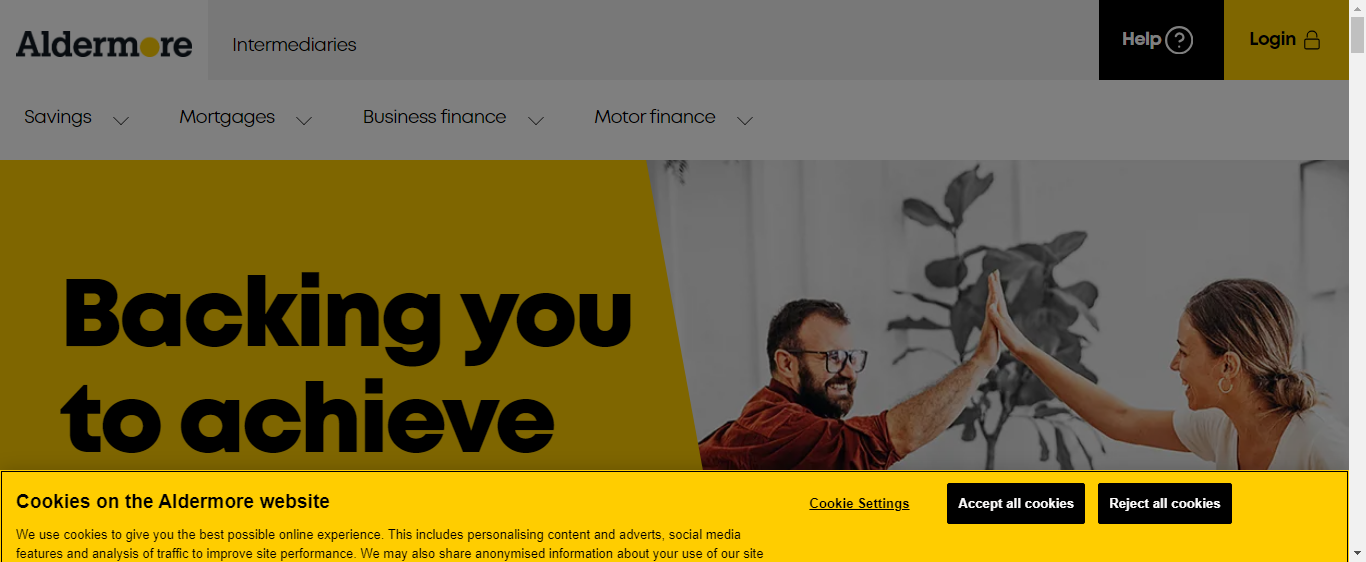 Aldermore
Intermediaries
Help
Login
Savings
Mortgages
Business finance
Motor finance
Backing you
to achieve
Cookies on the Aldermore website
Cookie Settings
Accept all cookies
Reject all cookies
We use cookies to give you the best possible online experience. This includes personalising content and adverts, social media
features and analysis of traffic to improve site performance. We may also share anonymised information about your use of our site